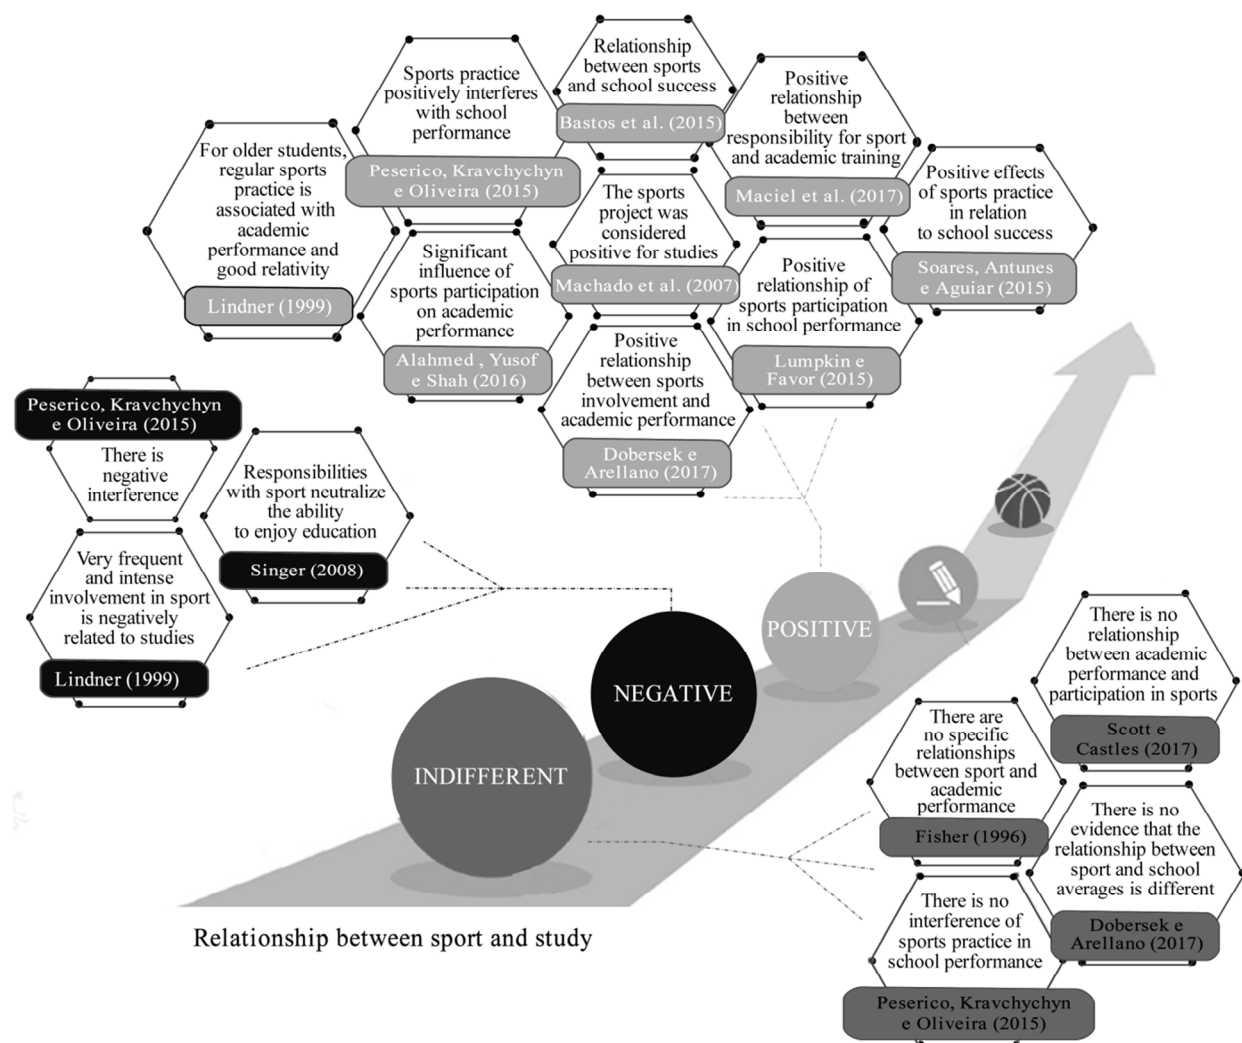 Relationship
between sports
and school success
Bastos et al. (2015)
Sports practice
positively interferes
with school
performance
Peserico, Kravchychyn
e Oliveira (2015)
Positive
relationship
between
responsibility for sport
and academic training
Maciel et al. (2017)
For older students,
regular sports
practice is
associated with
academic
performance and
good relativity
Lindner (1999)
Positive effects
of sports practice
in relation
to school success
Soares, Antunes
e Aguiar (2015)
The sports
project was
considered
positive for studies
Machado et al. (2007)
Significant
influence of
sports participation
on academic
performance
Alahmed , Yusof
e Shah (2016)
Positive
relationship of
sports participation
in school performance
Lumpkin e
Favor (2015)
Positive
relationship
between sports
involvement and
academic performance
Dobersek e
Arellano (2017)
Peserico, Kravchychyn
e Oliveira (2015)
There is
negative
interference
Responsibilities
with sport neutralize
the ability
to enjoy education
Singer (2008)
Very frequent
and intense
involvement in sport
is negatively
related to studies
Lindner (1999)
POSITIVE
NEGATIVE
INDIFFERENT
There is no
relationship
between academic
performance and
participation in sports
Scott e
Castles (2017)
There are
no specific
relationships
between sport and
academic
performance
Fisher (1996)
There is no
evidence that the
relationship between
sport and school
averages is different
Dobersek e
Arellano (2017)
There is no
interference of
sports practice in
school performance
Peserico, Kravchychyn
e Oliveira (2015)
Relationship between sport and study